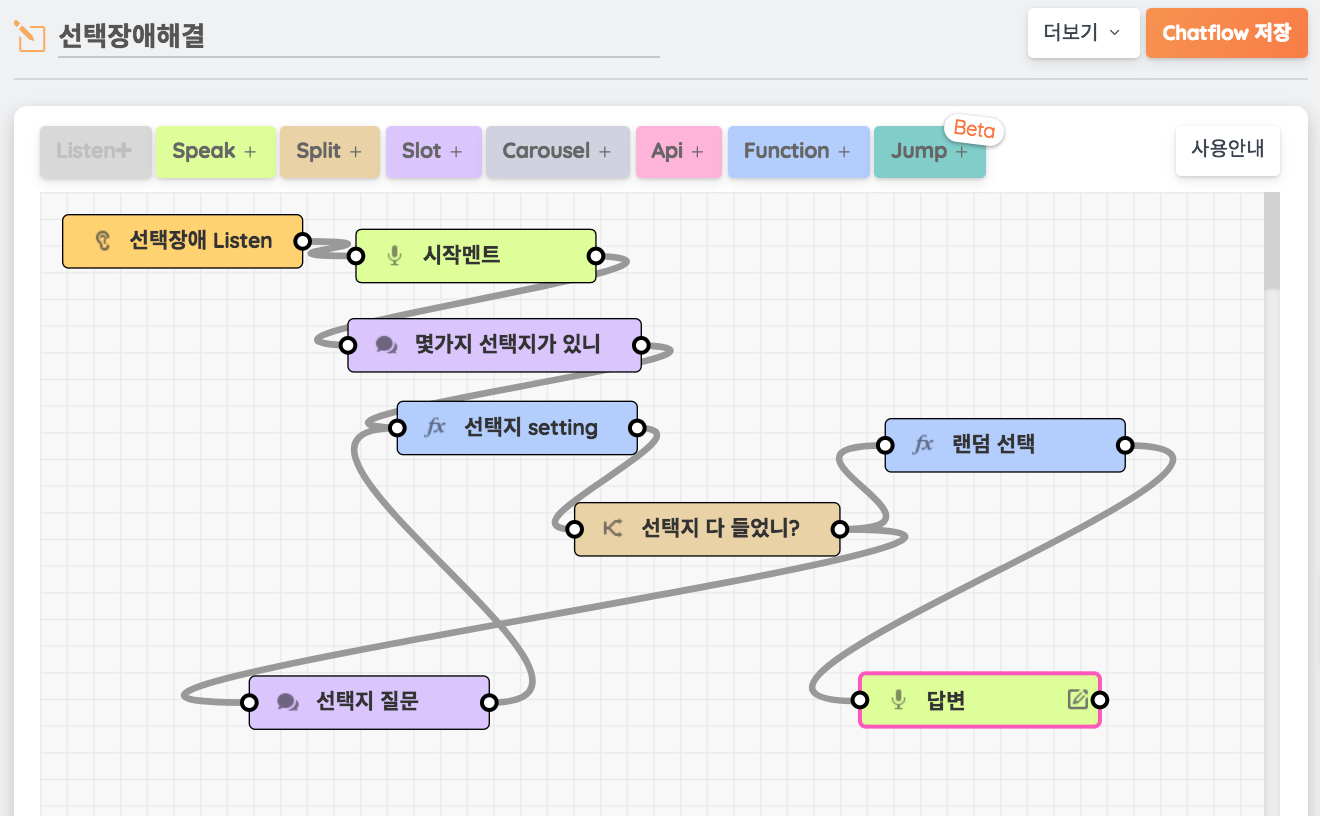 선택장애해결
더보기
Chatflow 저장
Listen+
Speak +
Split +
Slot +
Carousel +
Api +
Function +
Jump +
Beta
사용안내
선택장애 Listen
시작멘트
몇가지 선택지가 있니
fx 선택지 setting
fx 랜덤 선택
선택지 다 들었니?
선택지 질문
답변